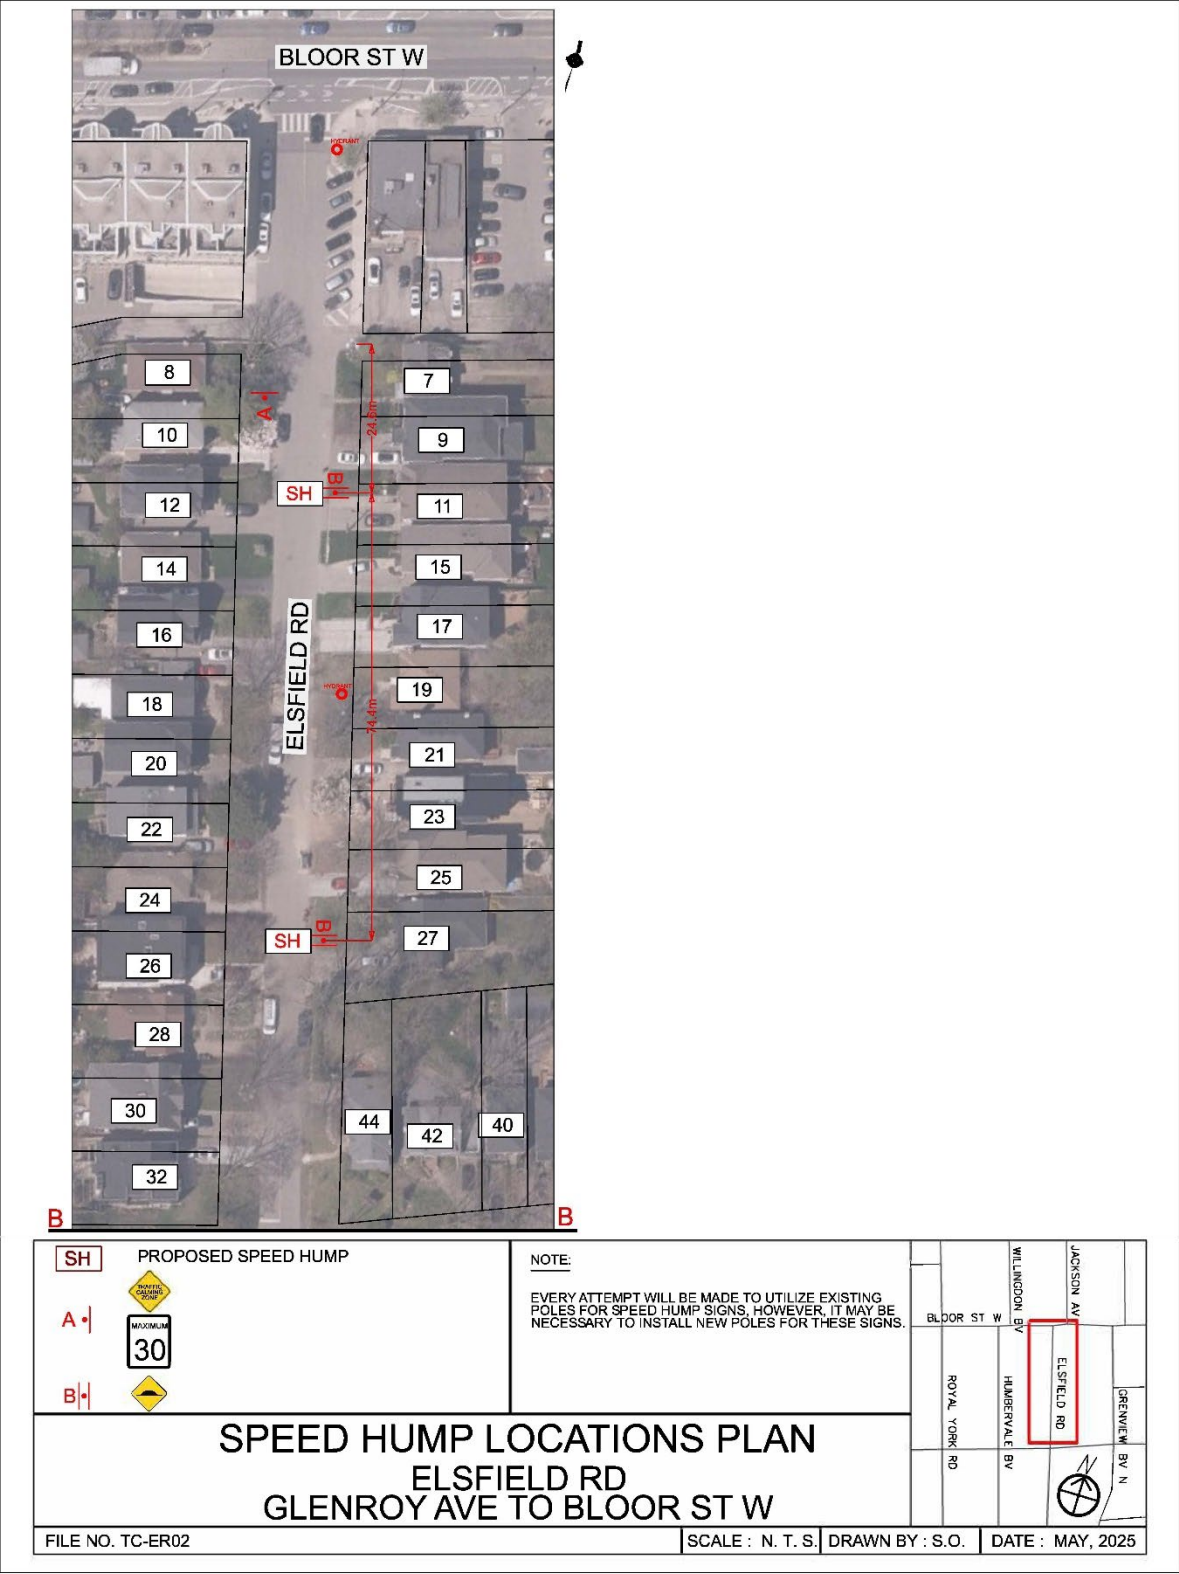 BLOOR ST W
HYDRANT
8
7
A
24.6m
10
9
B
SH
12
11
14
15
16
17
ELSFIELD RD
HYDRANT
18
19
74.4m
20
21
22
23
24
25
B
SH
26
27
28
30
44
42
40
32
B
B
SH
PROPOSED SPEED HUMP
TRAFFIC
CALMING
ZONE
A
MAXIMUM
30
B
NOTE:
EVERY ATTEMPT WILL BE MADE TO UTILIZE EXISTING
POLES FOR SPEED HUMP SIGNS, HOWEVER, IT MAY BE
NECESSARY TO INSTALL NEW POLES FOR THESE SIGNS.
WILLINGDON BV
JACKSON AV
BLOOR ST W
ROYAL YORK RD
HUMBERVALE BV
ELSFIELD RD
GRENVIEW BV N
N
SPEED HUMP LOCATIONS PLAN
ELSFIELD RD
GLENROY AVE TO BLOOR ST W
FILE NO. TC-ER02
SCALE : N. T. S.
DRAWN BY : S.O.
DATE : MAY, 2025